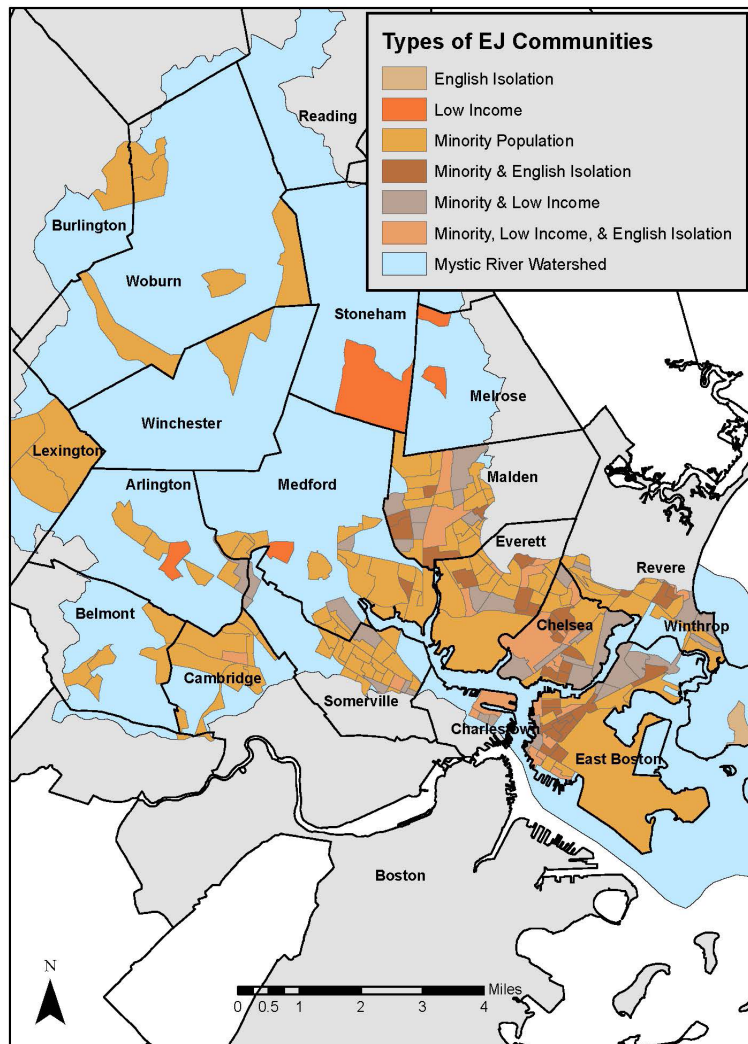 Types of EJ Communities
English Isolation
Low Income
Minority Population
Minority & English Isolation
Minority & Low Income
Minority, Low Income, & English Isolation
Mystic River Watershed
Reading
Burlington
Woburn
Stoneham
Melrose
Winchester
Lexington
Arlington
Medford
Malden
Everett
Revere
Belmont
Chelsea
Winthrop
Cambridge
Somerville
Charlestown
East Boston
Boston
N
Miles
0 0.5 1 2 3 4